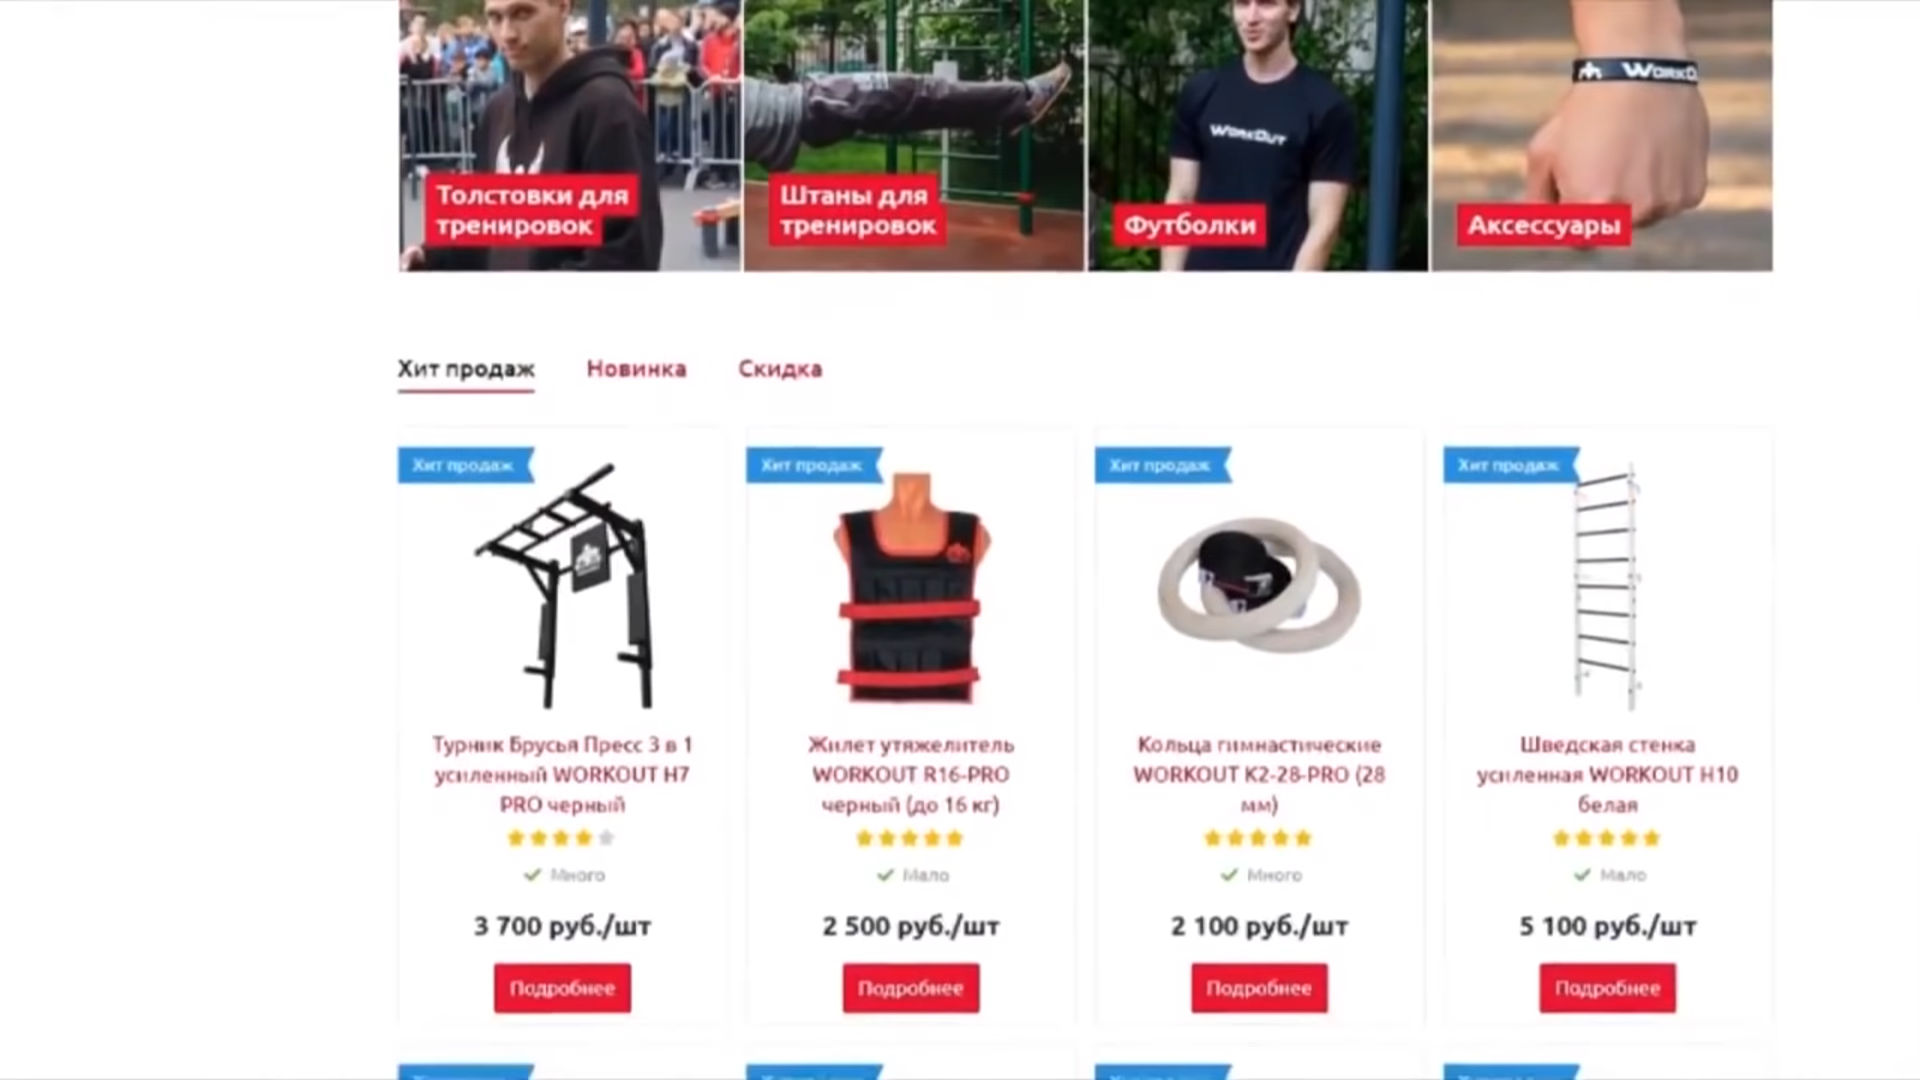 WORKOUT
Толстовки для
тренировок
Штаны для
тренировок
Футболки
Аксессуары
Хит продаж Новинка Скидка
Хит продаж Хит продаж Хит продаж Хит продаж
Турник Брусья Пресс 3 в 1
усиленный WORKOUT H7
PRO черный
Много
3 700 руб./шт
Подробнее
Жилет утяжелитель
WORKOUT R16-PRO
черный (до 16 кг)
Мало
2 500 руб./шт
Подробнее
Кольца гимнастические
WORKOUT K2-28-PRO (28
мм)
Много
2 100 руб./шт
Подробнее
Шведская стенка
усиленная WORKOUT H10
белая
Мало
5 100 руб./шт
Подробнее